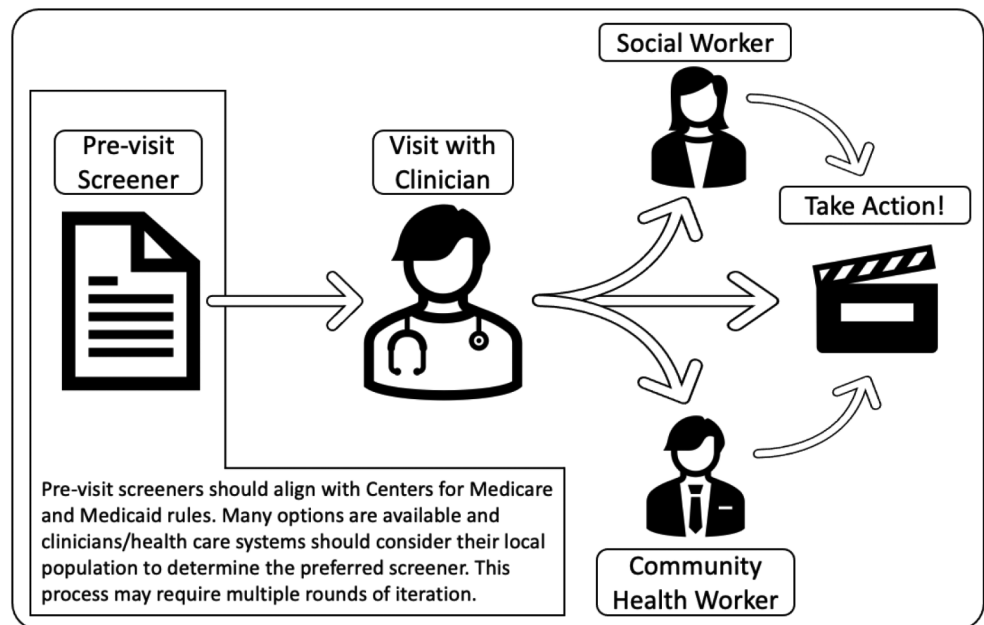 Pre-visit
Screener
Visit with
Clinician
Social Worker
Take Action!
Community
Health Worker
Pre-visit screeners should align with Centers for Medicare
and Medicaid rules. Many options are available and
clinicians/health care systems should consider their local
population to determine the preferred screener. This
process may require multiple rounds of iteration.